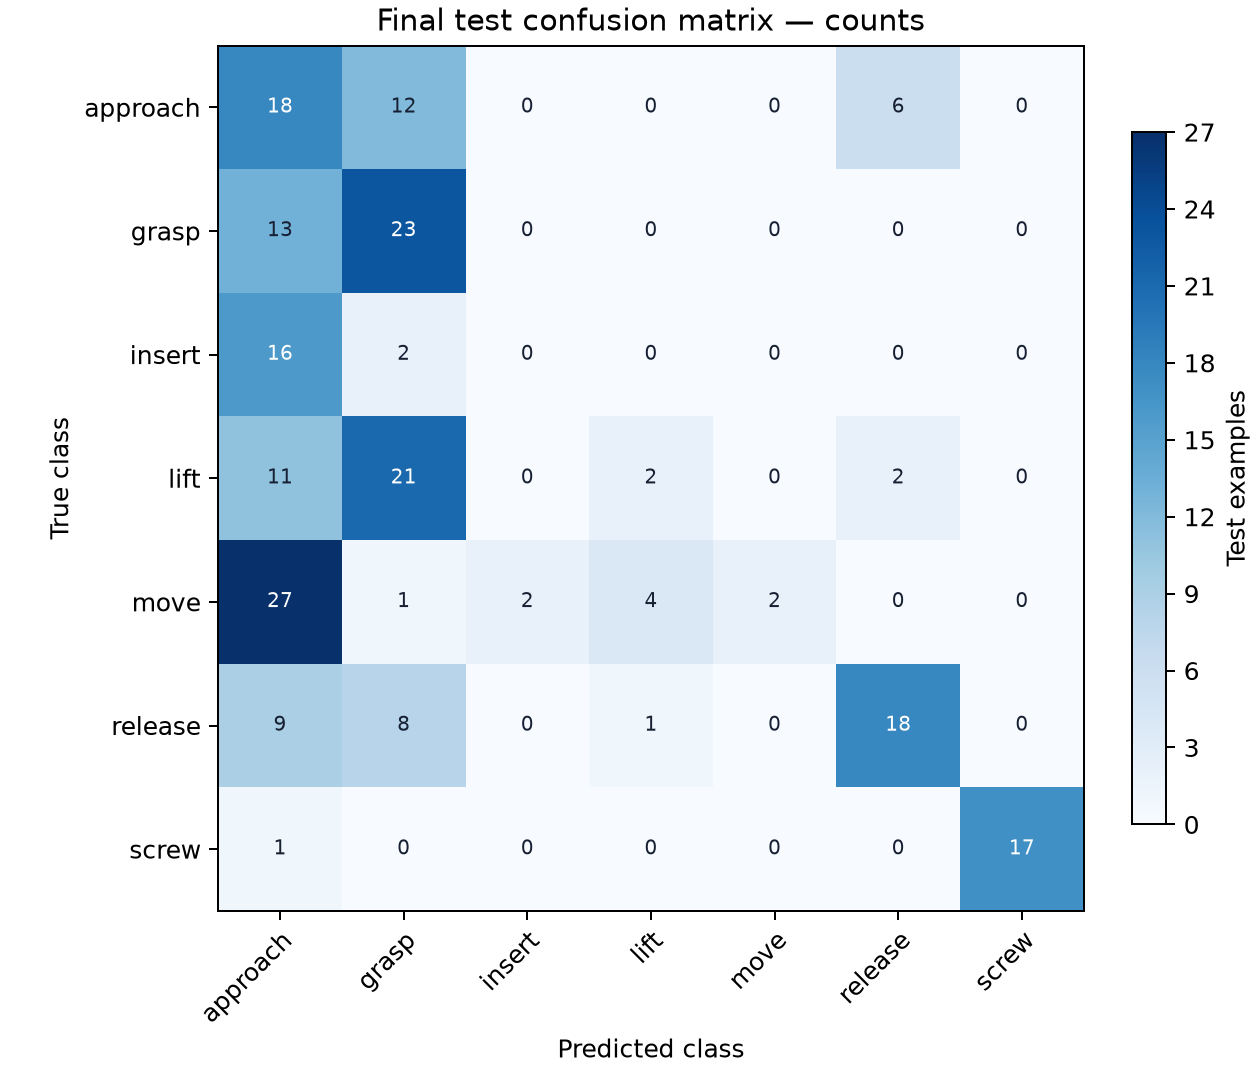 Final test confusion matrix — counts
approach 18 12 0 0 0 6 0
grasp 13 23 0 0 0 0 0
insert 16 2 0 0 0 0 0
lift 11 21 0 2 0 2 0
move 27 1 2 4 2 0 0
release 9 8 0 1 0 18 0
screw 1 0 0 0 0 0 17
approach grasp insert lift move release screw
Predicted class
True class
27
24
21
18
15
12
9
6
3
0
Test examples